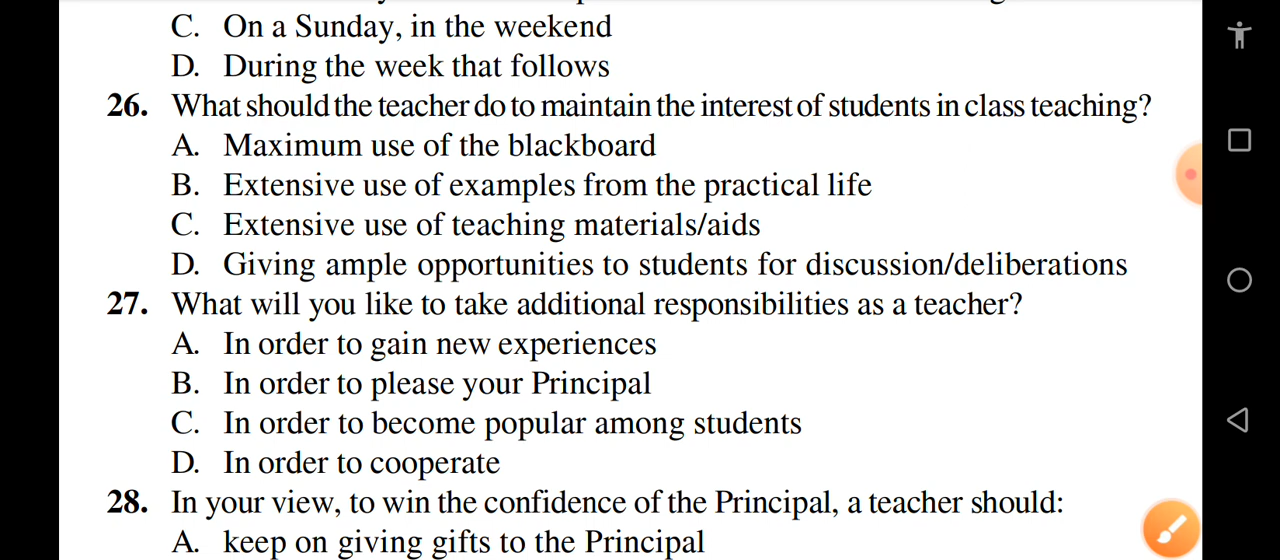 C. On a Sunday, in the weekend
D. During the week that follows
26. What should the teacher do to maintain the interest of students in class teaching?
A. Maximum use of the blackboard
B. Extensive use of examples from the practical life
C. Extensive use of teaching materials/aids
D. Giving ample opportunities to students for discussion/deliberations
27. What will you like to take additional responsibilities as a teacher?
A. In order to gain new experiences
B. In order to please your Principal
C. In order to become popular among students
D. In order to cooperate
28. In your view, to win the confidence of the Principal, a teacher should:
A. keep on giving gifts to the Principal